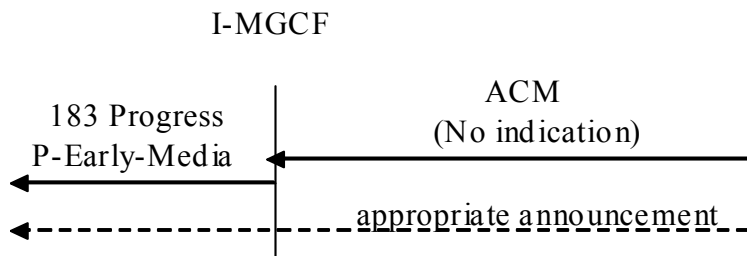 I-MGCF
183 Progress
P-Early-Media
ACM
(No indication)
appropriate announcement